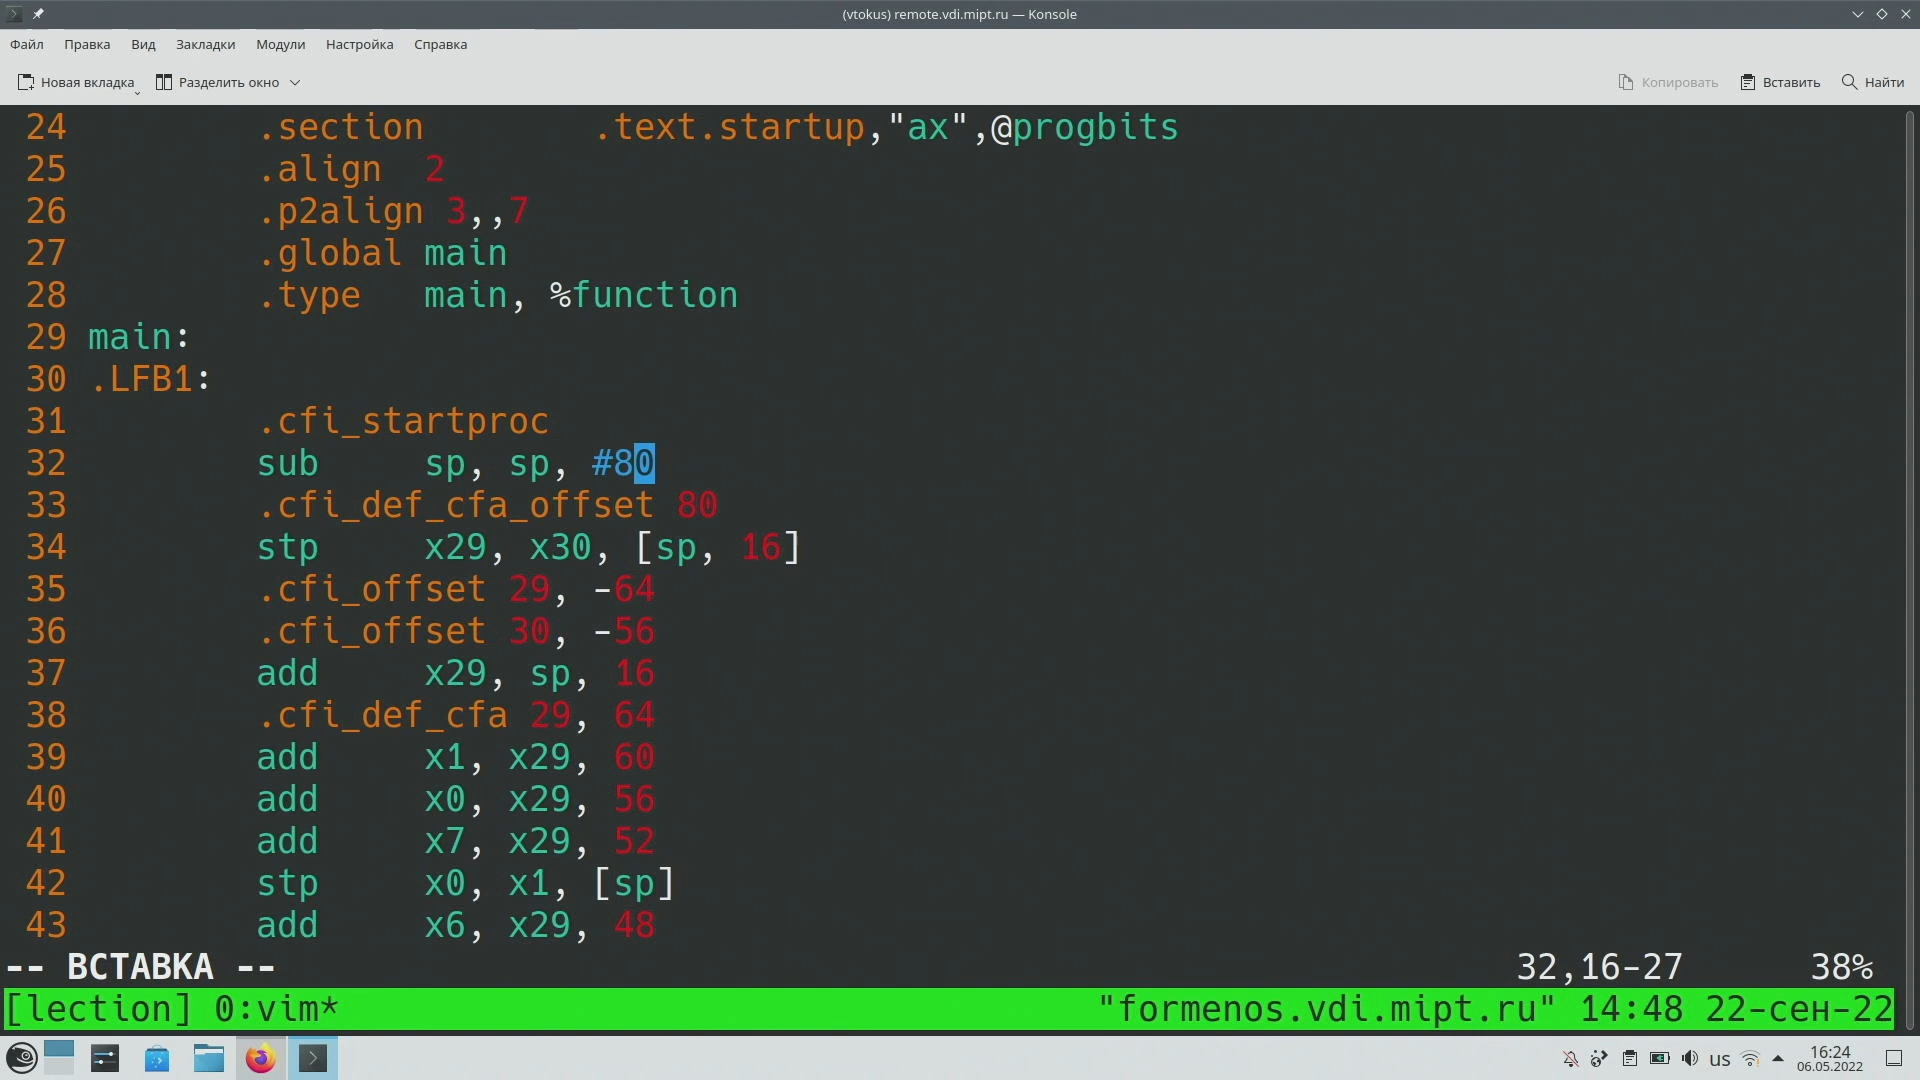 (vtokus) remote.vdi.mipt.ru — Konsole
Файл Правка Вид Закладки Модули Настройка Справка
Новая вкладка Разделить окно Копировать Вставить Найти
24 .section .text.startup,"ax",@progbits
25 .align 2
26 .p2align 3,,7
27 .global main
28 .type main, %function
29 main:
30 .LFB1:
31 .cfi_startproc
32 sub sp, sp, #80
33 .cfi_def_cfa_offset 80
34 stp x29, x30, [sp, 16]
35 .cfi_offset 29, -64
36 .cfi_offset 30, -56
37 add x29, sp, 16
38 .cfi_def_cfa 29, 64
39 add x1, x29, 60
40 add x0, x29, 56
41 add x7, x29, 52
42 stp x0, x1, [sp]
43 add x6, x29, 48
-- ВСТАВКА -- 32,16-27 38%
[lection] 0:vim* "formenos.vdi.mipt.ru" 14:48 22-сен-22
us 16:24
06.05.2022